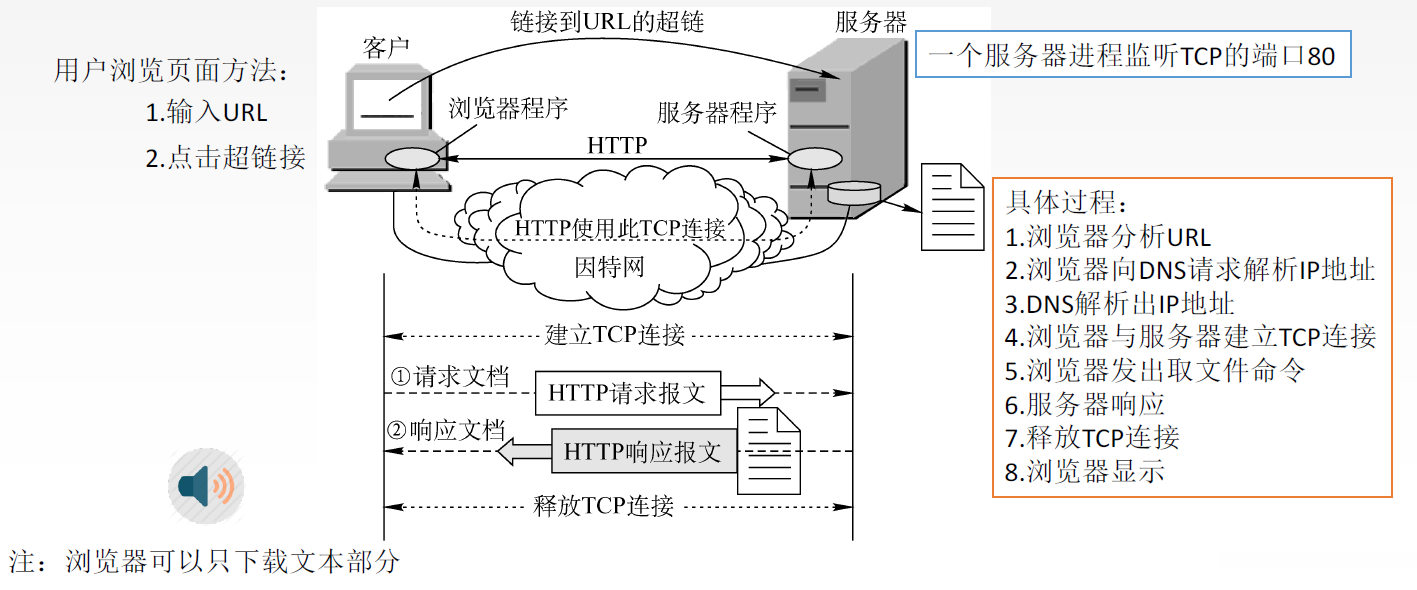 链接到URL的超链
服务器
客户
一个服务器进程监听TCP的端口80
用户浏览页面方法：
1.输入URL
2.点击超链接
浏览器程序
服务器程序
HTTP
HTTP使用此TCP连接
因特网
具体过程：
1.浏览器分析URL
2.浏览器向DNS请求解析IP地址
3.DNS解析出IP地址
4.浏览器与服务器建立TCP连接
5.浏览器发出取文件命令
6.服务器响应
7.释放TCP连接
8.浏览器显示
建立TCP连接
①请求文档
HTTP请求报文
②响应文档
HTTP响应报文
释放TCP连接
注：浏览器可以只下载文本部分